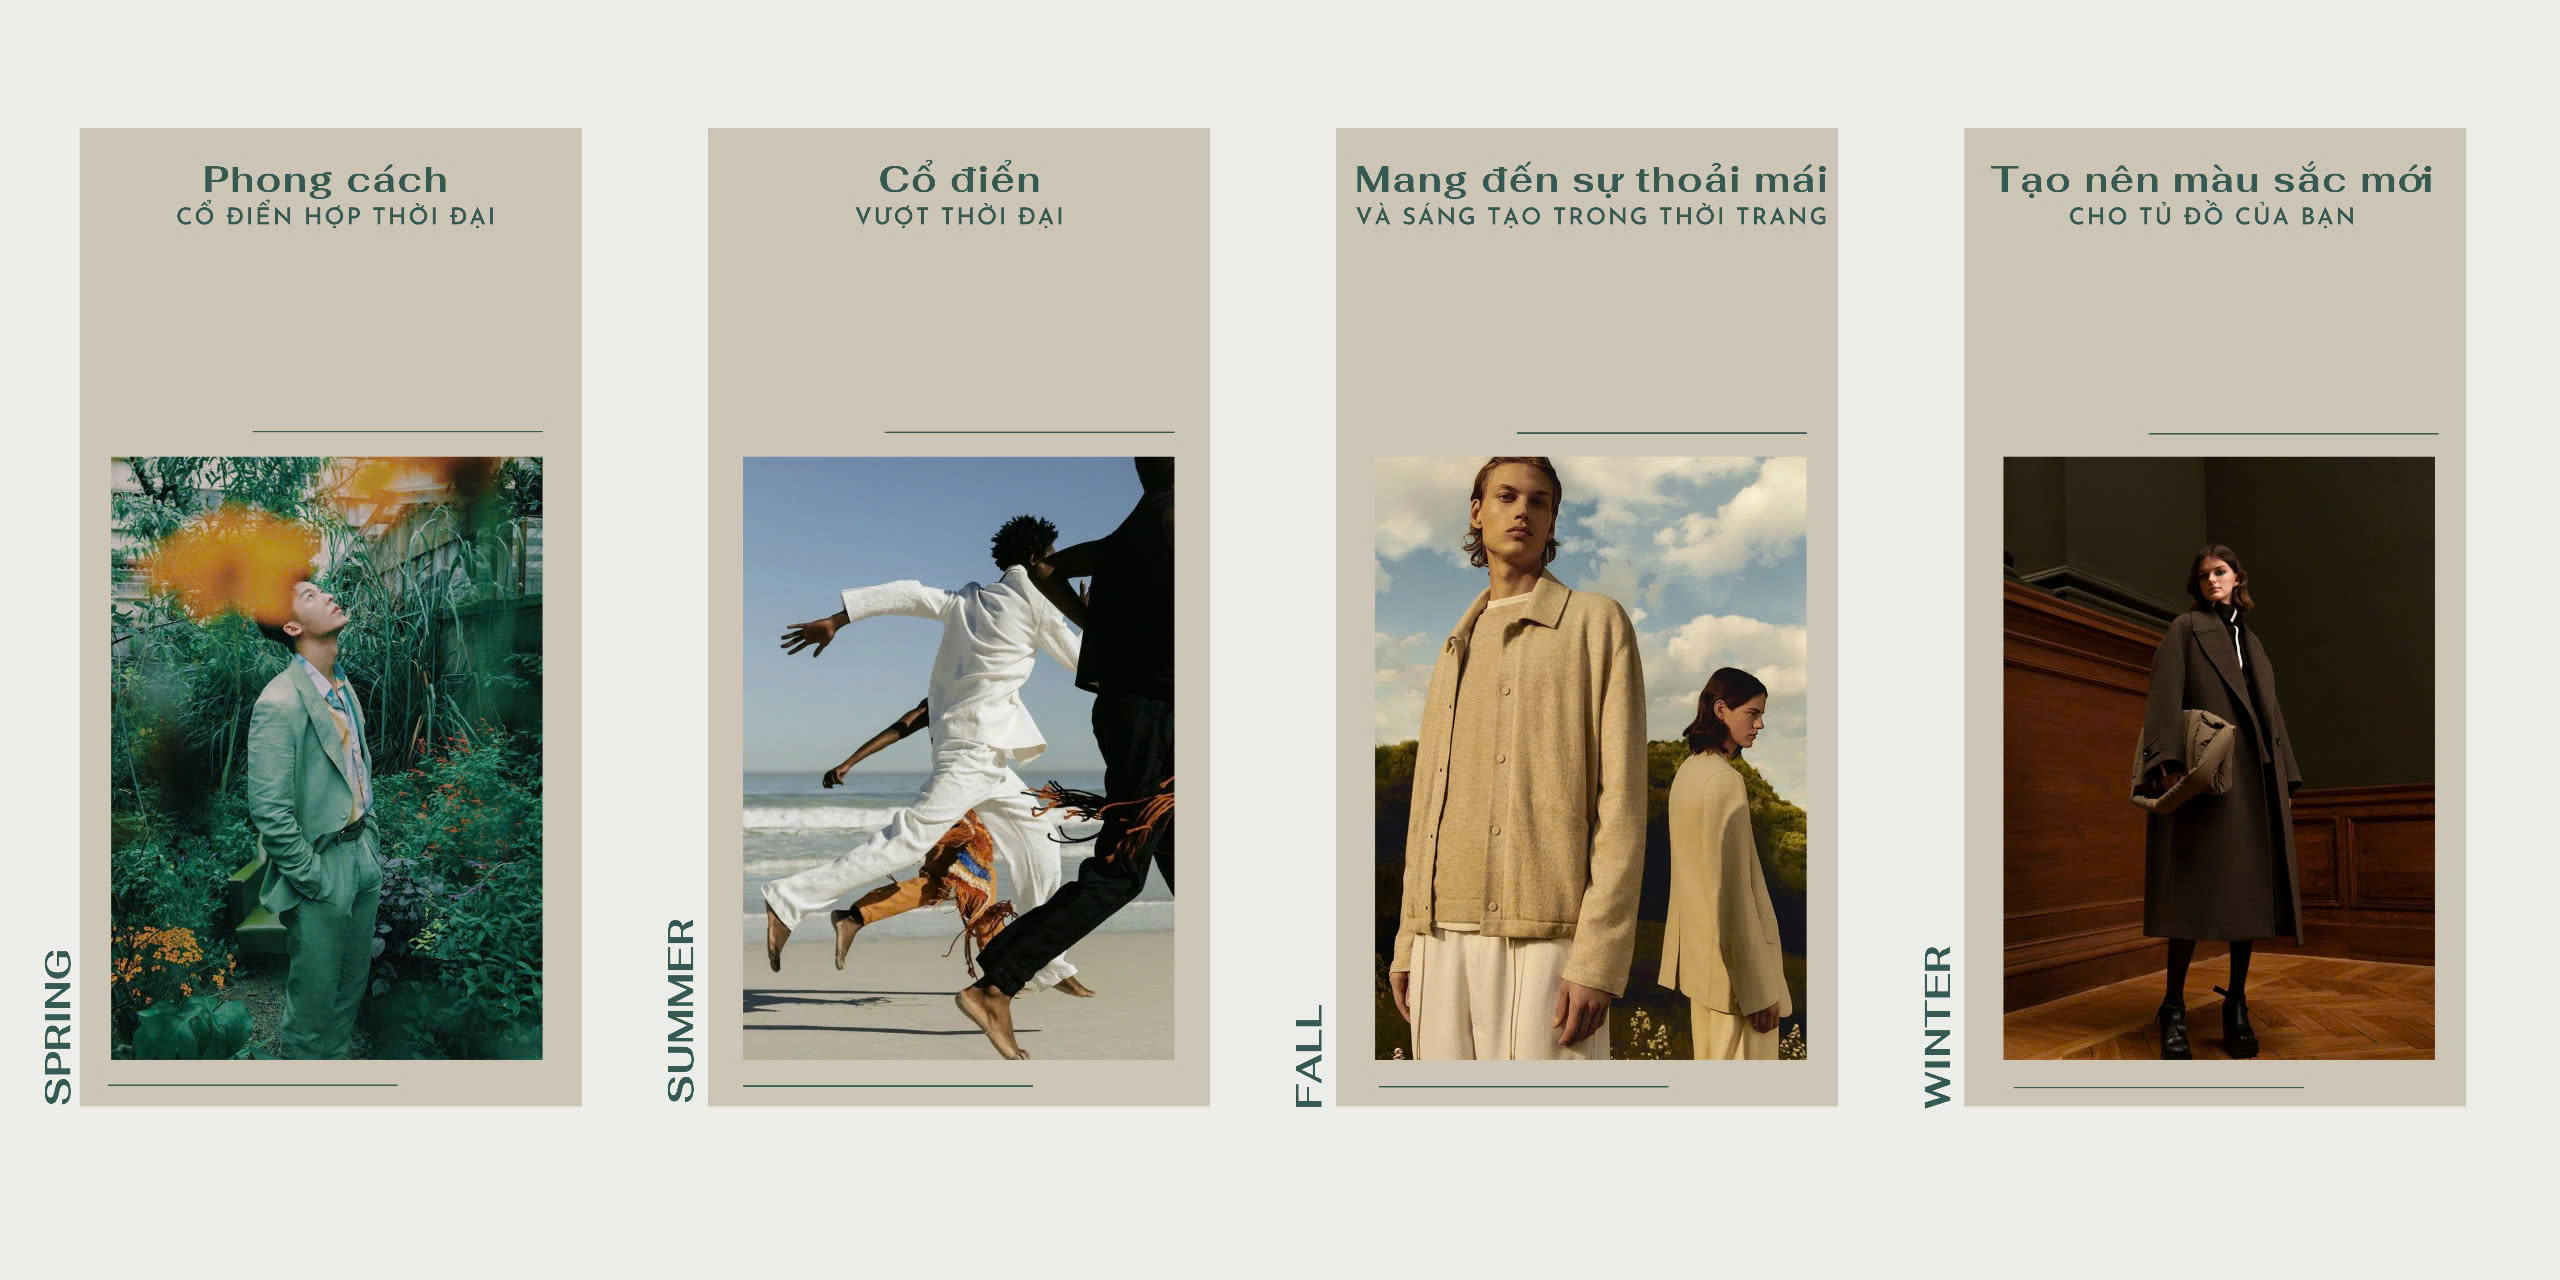 Phong cách
CỔ ĐIỂN HỢP THỜI ĐẠI
SPRING
Cổ điển
VƯỢT THỜI ĐẠI
SUMMER
Mang đến sự thoải mái
VÀ SÁNG TẠO TRONG THỜI TRANG
FALL
Tạo nên màu sắc mới
CHO TỦ ĐỒ CỦA BẠN
WINTER